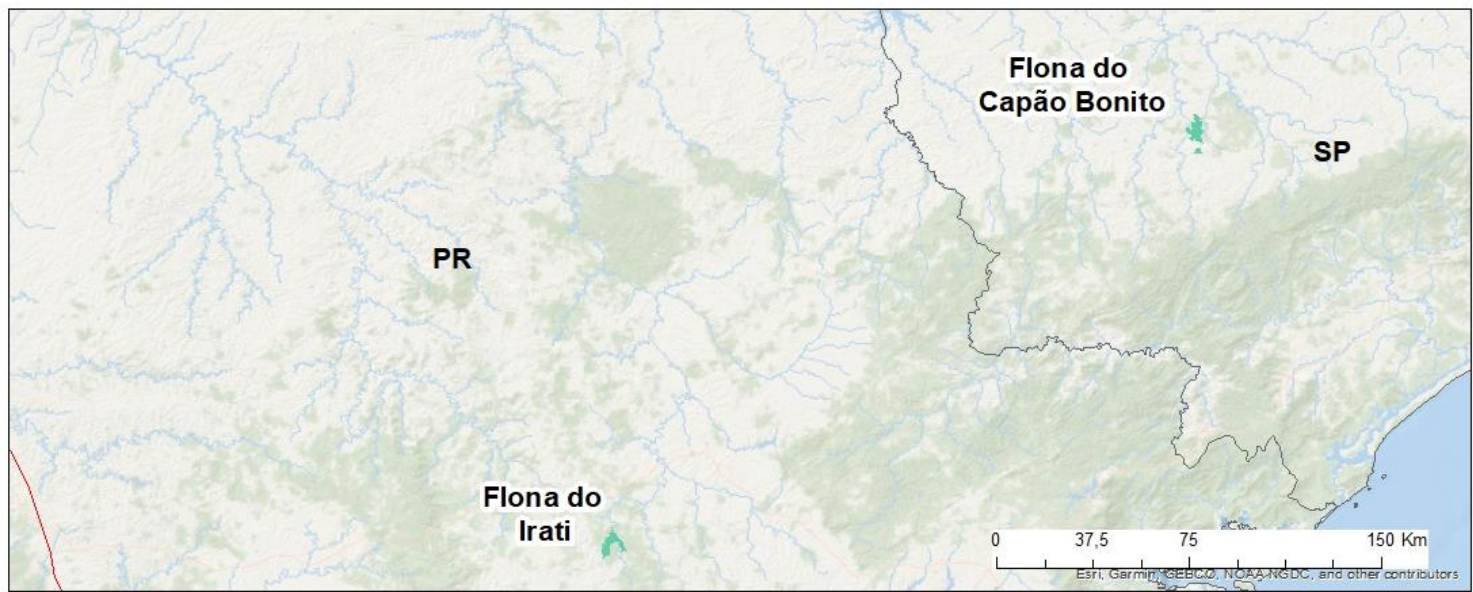 Flona do
Capão Bonito
SP
PR
Flona do
Irati
0 37,5 75 150 Km
Esri, Garmin, GEBCO, NOAA NGDC, and other contributors